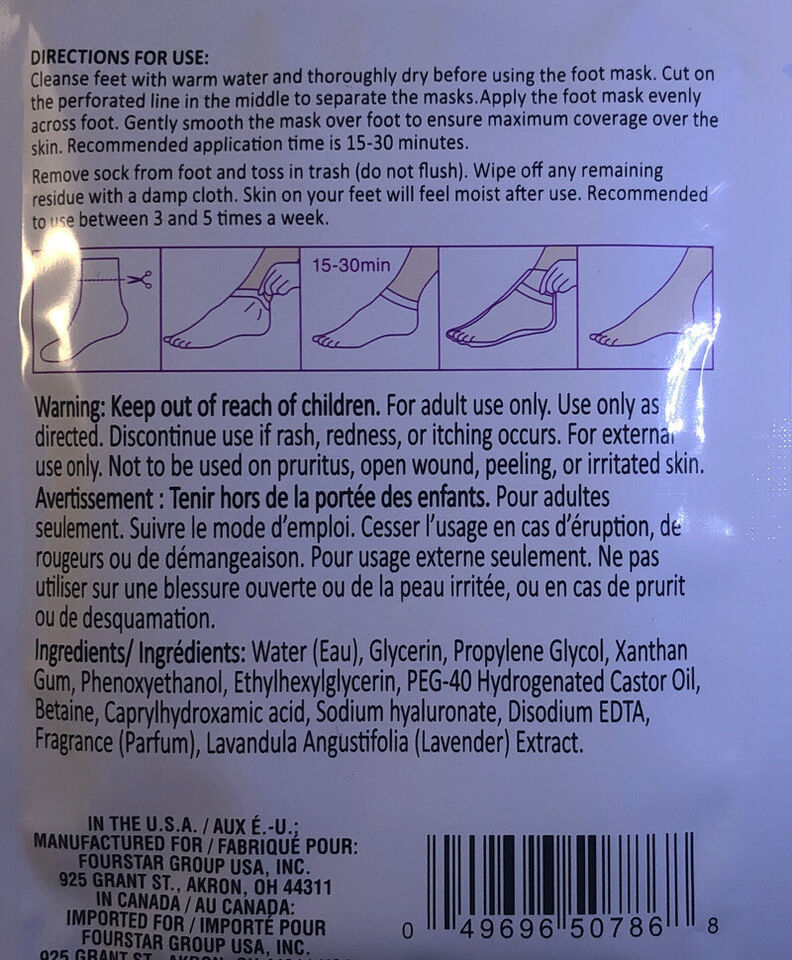 DIRECTIONS FOR USE:
Cleanse feet with warm water and thoroughly dry before using the foot mask. Cut on
the perforated line in the middle to separate the masks.Apply the foot mask evenly
across foot. Gently smooth the mask over foot to ensure maximum coverage over the
skin. Recommended application time is 15-30 minutes.
Remove sock from foot and toss in trash (do not flush). Wipe off any remaining
residue with a damp cloth. Skin on your feet will feel moist after use. Recommended
to use between 3 and 5 times a week.
15-30min
Warning: Keep out of reach of children. For adult use only. Use only as
directed. Discontinue use if rash, redness, or itching occurs. For external
use only. Not to be used on pruritus, open wound, peeling, or irritated skin.
Avertissement : Tenir hors de la portée des enfants. Pour adultes
seulement. Suivre le mode d'emploi. Cesser l'usage en cas d'éruption, de
rougeurs ou de démangeaison. Pour usage externe seulement. Ne pas
utiliser sur une blessure ouverte ou de la peau irritée, ou en cas de prurit
ou de desquamation.
Ingredients/ Ingrédients: Water (Eau), Glycerin, Propylene Glycol, Xanthan
Gum, Phenoxyethanol, Ethylhexylglycerin, PEG-40 Hydrogenated Castor Oil,
Betaine, Caprylhydroxamic acid, Sodium hyaluronate, Disodium EDTA,
Fragrance (Parfum), Lavandula Angustifolia (Lavender) Extract.
IN THE U.S.A. / AUX É.-U.;
MANUFACTURED FOR / FABRIQUÉ POUR:
FOURSTAR GROUP USA, INC.
925 GRANT ST., AKRON, OH 44311
IN CANADA / AU CANADA:
IMPORTED FOR / IMPORTÉ POUR
FOURSTAR GROUP USA, INC.
925 GRANT ST., AKRON, OH
0 49696 50786 8